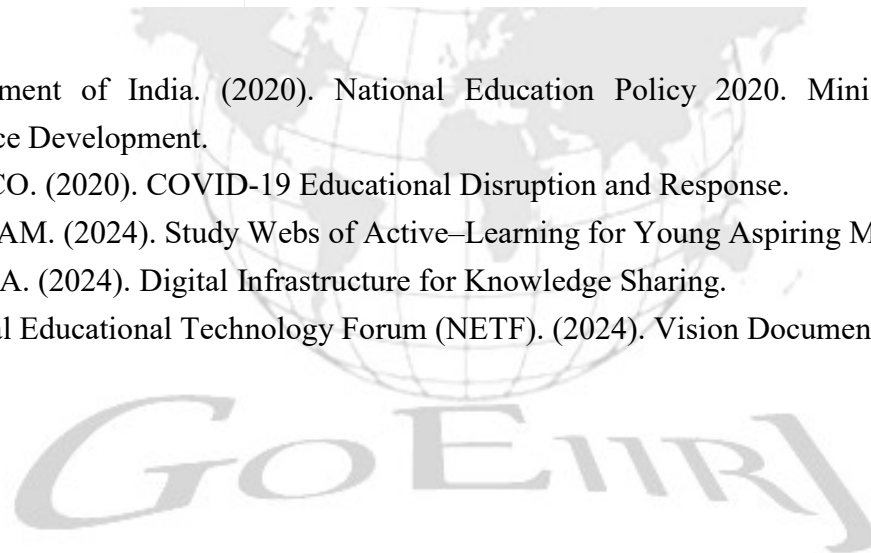 ment of India. (2020). National Education Policy 2020. Mini
ce Development.
CO. (2020). COVID-19 Educational Disruption and Response.
AM. (2024). Study Webs of Active–Learning for Young Aspiring M
A. (2024). Digital Infrastructure for Knowledge Sharing.
al Educational Technology Forum (NETF). (2024). Vision Documen
GOEIIRJ